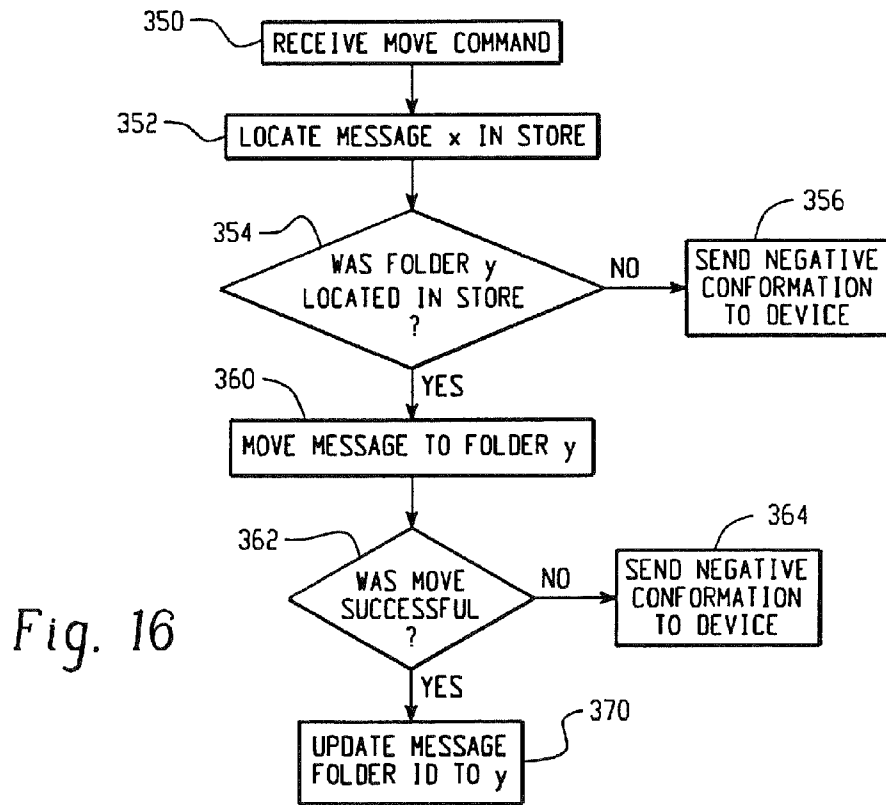 350
RECEIVE MOVE COMMAND
352
LOCATE MESSAGE x IN STORE
354
WAS FOLDER y
LOCATED IN STORE
?
NO
356
SEND NEGATIVE
CONFORMATION
TO DEVICE
YES
360
MOVE MESSAGE TO FOLDER y
362
WAS MOVE
SUCCESSFUL
?
NO
364
SEND NEGATIVE
CONFORMATION
TO DEVICE
Fig. 16
YES
370
UPDATE MESSAGE
FOLDER ID TO y